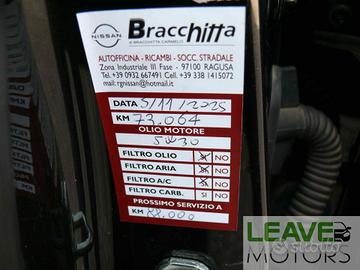 NISSAN
Bracchitta
di BRACCHITTA CARMELO
AUTOFFICINA - RICAMBI - SOCC. STRADALE
Zona Industriale III Fase - 97100 RAGUSA
Tel. +39 0932 667491 Cell. +39 338 1415072
mail: rgnissan@hotmail.it
DATA 5/11/2025
KM 73.064
OLIO MOTORE
5W30
FILTRO OLIO SI NO
FILTRO ARIA SI NO
FILTRO A/C SI NO
FILTRO CARB. SI NO
PROSSIMO SERVIZIO A
KM 88.000
LEAVE
MOTORS